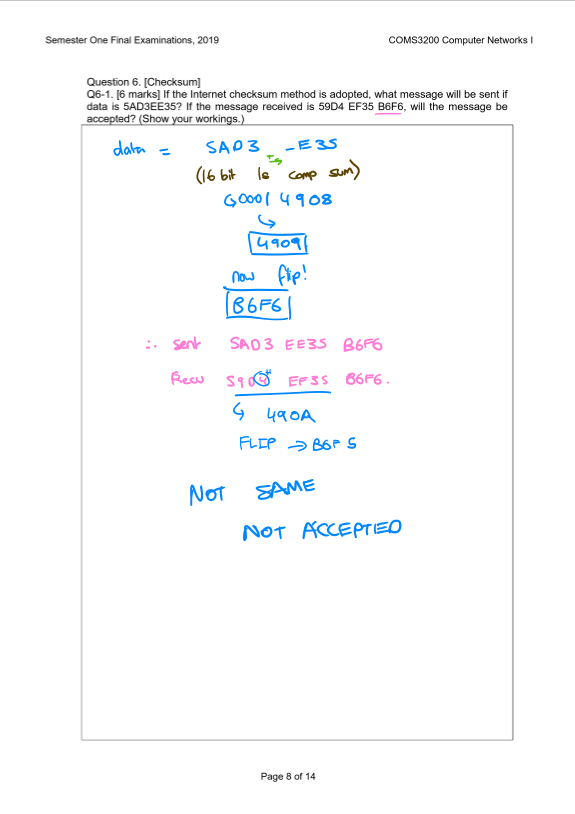 Semester One Final Examinations, 2019 COMS3200 Computer Networks I
Question 6. [Checksum]
Q6-1. [6 marks] If the Internet checksum method is adopted, what message will be sent if
data is 5AD3EE35? If the message received is 59D4 EF35 B6F6, will the message be
accepted? (Show your workings.)
data = 5AD3 -E35
(16 bit 1s comp sum)
0001 4908
4909
now flip!
B6F6
∴ sent 5AD3 EE35 B6F6
Recv 59D4 EF35 B6F6.
490A
FLIP → B6F5
NOT SAME
NOT ACCEPTED
Page 8 of 14